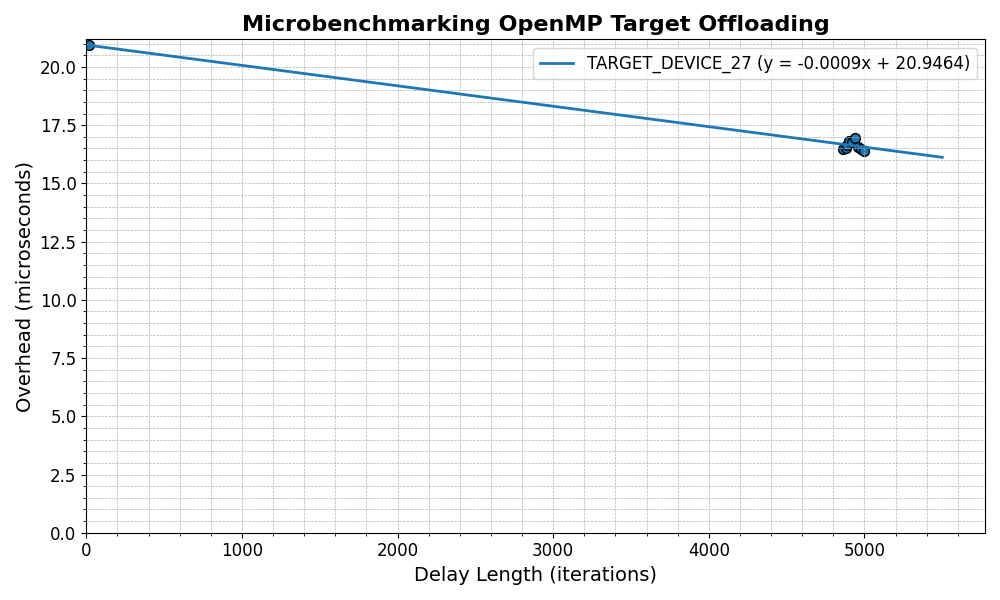 Microbenchmarking OpenMP Target Offloading
TARGET_DEVICE_27 (y = -0.0009x + 20.9464)
Overhead (microseconds)
20.0
17.5
15.0
12.5
10.0
7.5
5.0
2.5
0.0
0 1000 2000 3000 4000 5000
Delay Length (iterations)